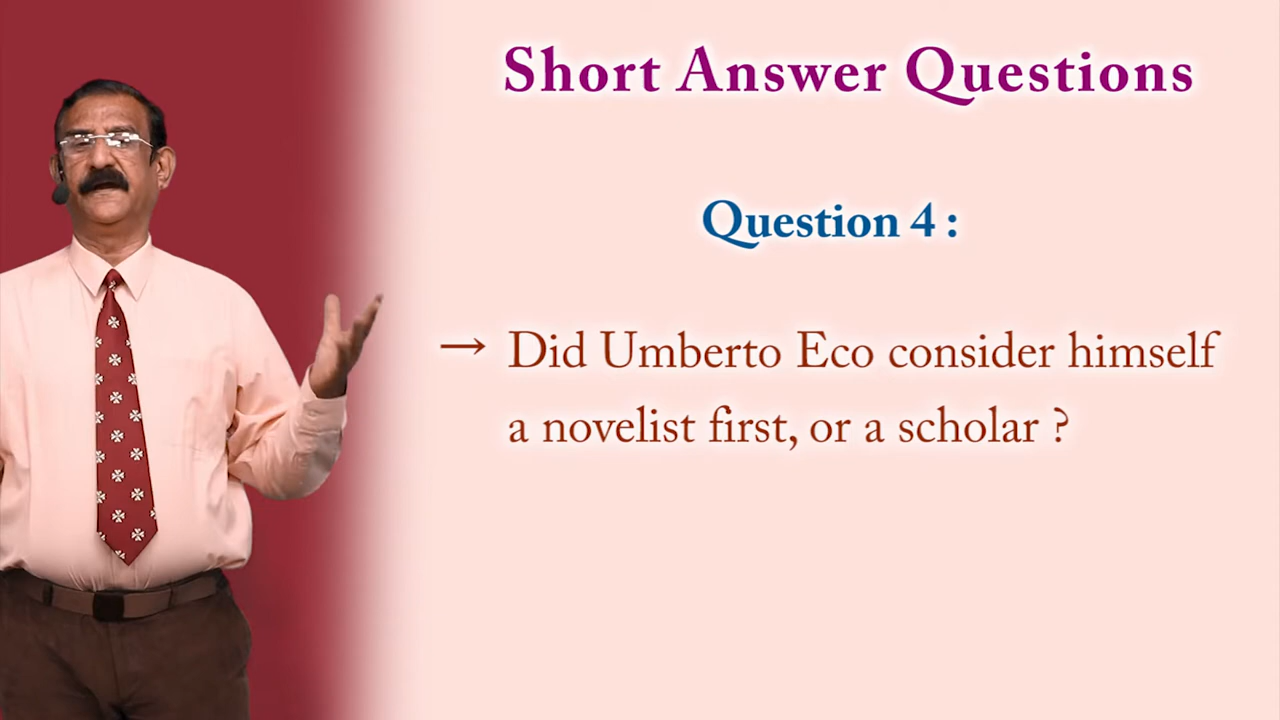 Short Answer Questions
Question 4 :
→ Did Umberto Eco consider himself
a novelist first, or a scholar ?